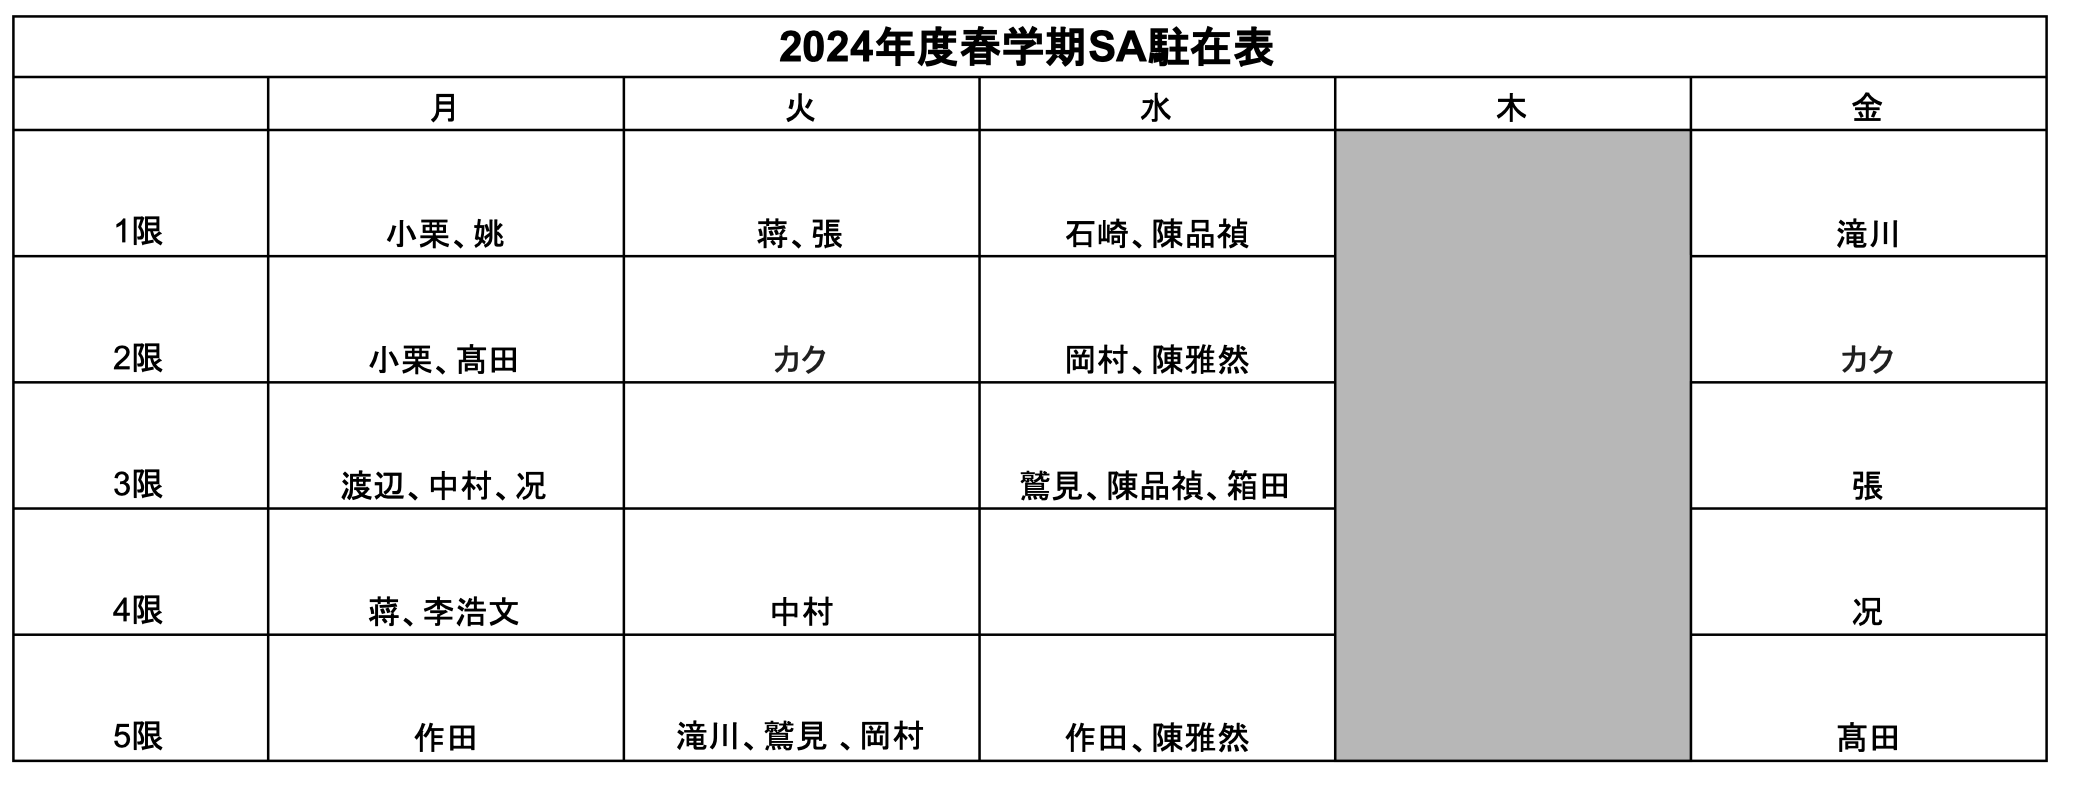 2024年度春学期SA駐在表
月 火 水 木 金
1限 小栗、姚 蒋、張 石崎、陳品禎 滝川
2限 小栗、髙田 カク 岡村、陳雅然 カク
3限 渡辺、中村、况 鷲見、陳品禎、箱田 張
4限 蒋、李浩文 中村 况
5限 作田 滝川、鷲見 、岡村 作田、陳雅然 髙田